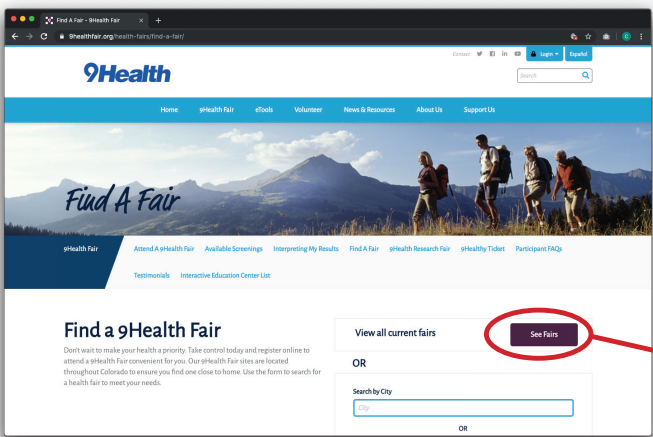 Find A Fair - 9Health Fair
9healthfair.org/health-fairs/find-a-fair/
Contact
Login
Español
9Health
Search
Home 9Health Fair eTools Volunteer News & Resources About Us Support Us
Find A Fair
9Health Fair
Attend A 9Health Fair Available Screenings Interpreting My Results Find A Fair 9Health Research Fair 9Healthy Ticket Participant FAQs
Testimonials Interactive Education Center List
Find a 9Health Fair
Don't wait to make your health a priority. Take control today and register online to
attend a 9Health Fair convenient for you. Our 9Health Fair sites are located
throughout Colorado to ensure you find one close to home. Use the form to search for
a health fair to meet your needs.
View all current fairs
See Fairs
OR
Search by City
City
OR